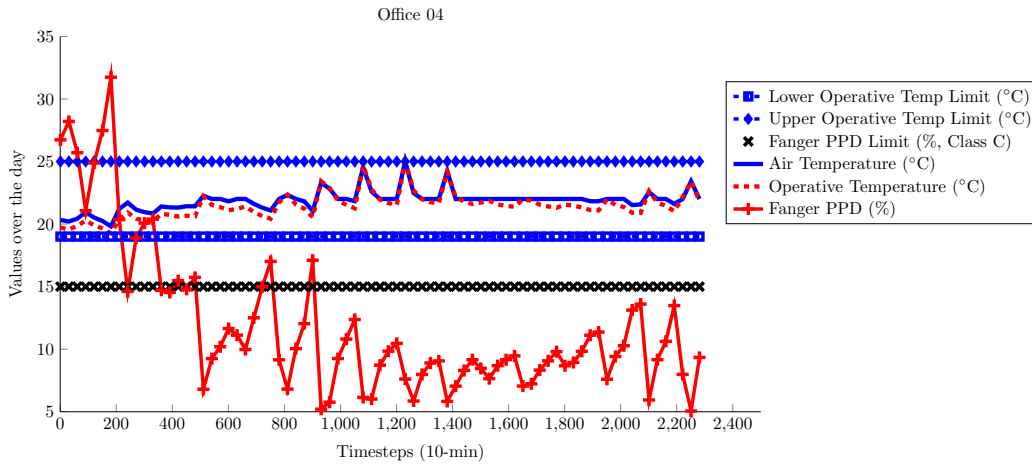 Office 04
35
30
25
20
15
10
5
Values over the day
0
200
400
600
800
1,000
1,200
1,400
1,600
1,800
2,000
2,200
2,400
Timesteps (10-min)
Lower Operative Temp Limit (°C)
Upper Operative Temp Limit (°C)
Fanger PPD Limit (%, Class C)
Air Temperature (°C)
Operative Temperature (°C)
Fanger PPD (%)